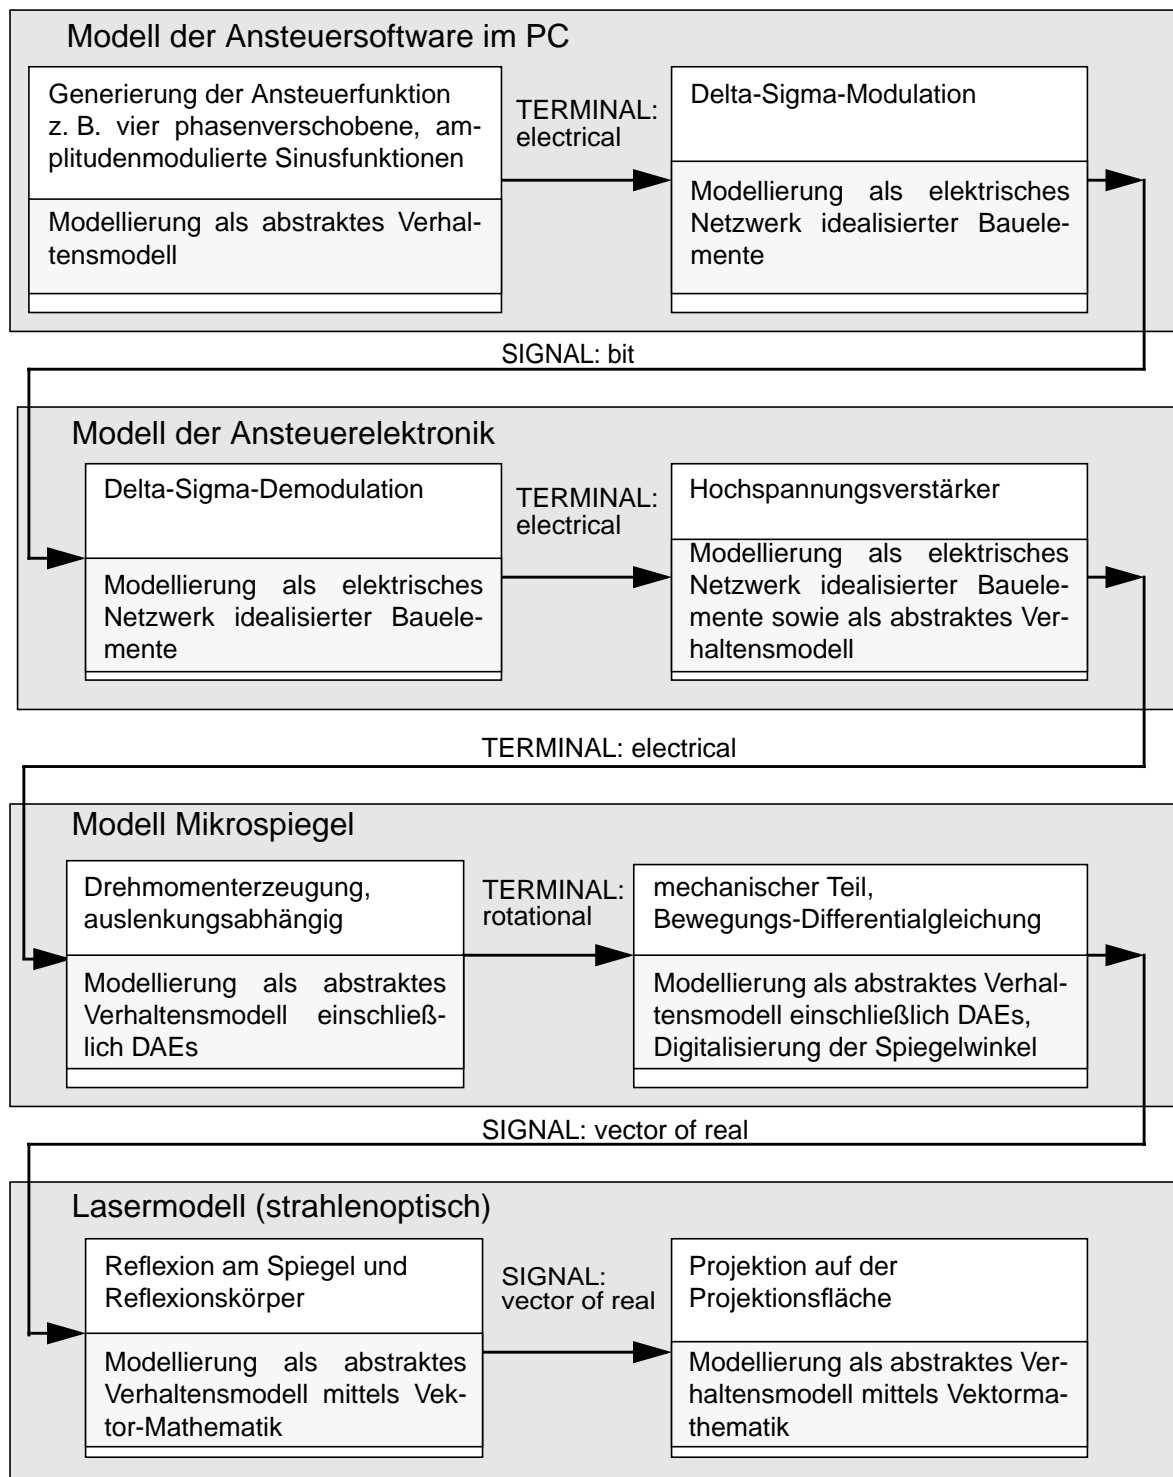 Modell der Ansteuersoftware im PC
Generierung der Ansteuerfunktion
z. B. vier phasenverschobene, am-
plitudenmodulierte Sinusfunktionen
Modellierung als abstraktes Verhal-
tensmodell
TERMINAL:
electrical
Delta-Sigma-Modulation
Modellierung als elektrisches
Netzwerk idealisierter Bauele-
mente
SIGNAL: bit
Modell der Ansteuerelektronik
Delta-Sigma-Demodulation
Modellierung als elektrisches
Netzwerk idealisierter Bauele-
mente
TERMINAL:
electrical
Hochspannungsverstärker
Modellierung als elektrisches
Netzwerk idealisierter Bauele-
mente sowie als abstraktes Ver-
haltensmodell
TERMINAL: electrical
Modell Mikrospiegel
Drehmomenterzeugung,
auslenkungsabhängig
Modellierung als abstraktes
Verhaltensmodell einschließ-
lich DAEs
TERMINAL:
rotational
mechanischer Teil,
Bewegungs-Differentialgleichung
Modellierung als abstraktes Verhal-
tensmodell einschließlich DAEs,
Digitalisierung der Spiegelwinkel
SIGNAL: vector of real
Lasermodell (strahlenoptisch)
Reflexion am Spiegel und
Reflexionskörper
Modellierung als abstraktes
Verhaltensmodell mittels Vek-
tor-Mathematik
SIGNAL:
vector of real
Projektion auf der
Projektionsfläche
Modellierung als abstraktes Ver-
haltensmodell mittels Vektorma-
thematik